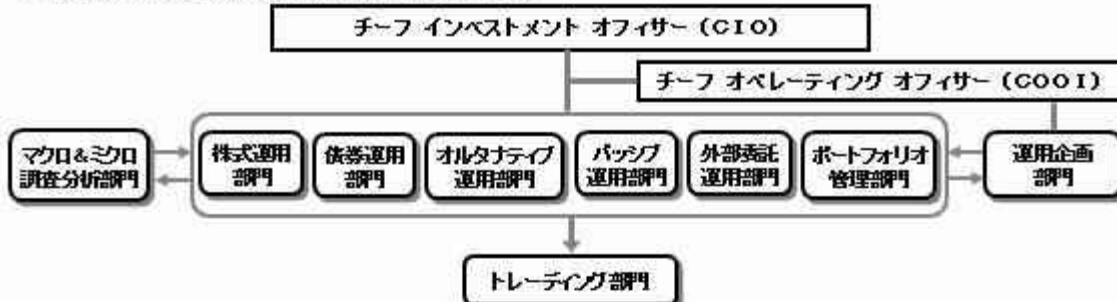 チーフ インベストメント オフィサー (CIO)
チーフ オペレーティング オフィサー (COOI)
マクロ&ミクロ
調査分析部門
株式運用
部門
債券運用
部門
オルタナティブ
運用部門
パッシブ
運用部門
外部委託
運用部門
ポートフォリオ
管理部門
運用企画
部門
トレーディング部門